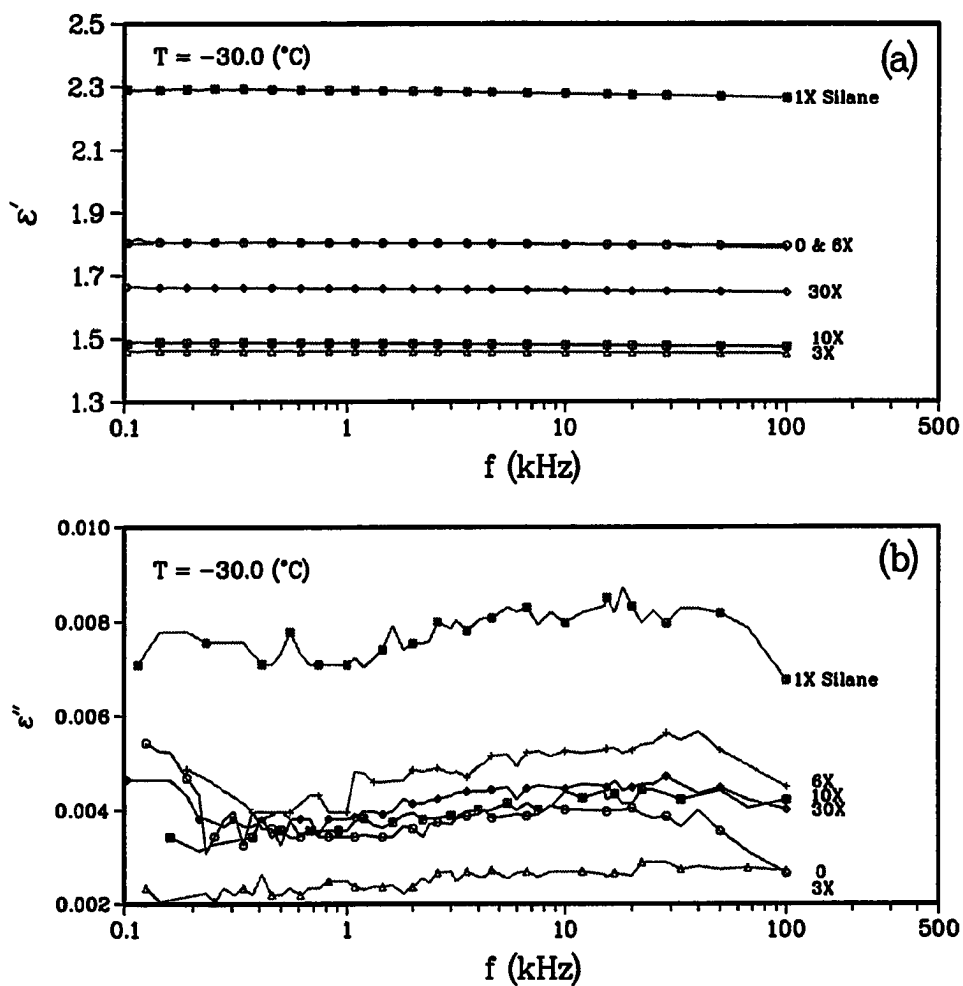 2.5
T = −30.0 (°C)
(a)
2.3
1X Silane
2.1
ε'
1.9
0 & 6X
1.7
30X
1.5
10X
3X
1.3
0.1 1 10 100 500
f (kHz)
0.010
T = −30.0 (°C)
(b)
0.008
1X Silane
ε"
0.006
6X
10X
0.004
30X
0
3X
0.002
0.1 1 10 100 500
f (kHz)